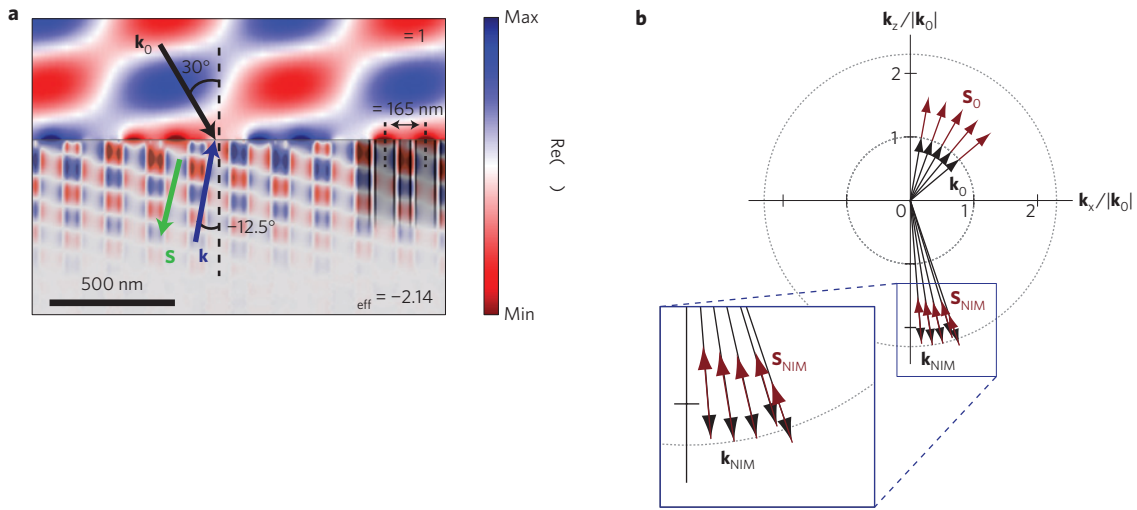 a
k0
30°
= 1
= 165 nm
S
k
−12.5°
500 nm
eff = −2.14
Max
Re( )
Min
b
kz/|k0|
2
S0
1
k0
kx/|k0|
0
1
2
SNIM
kNIM
SNIM
kNIM